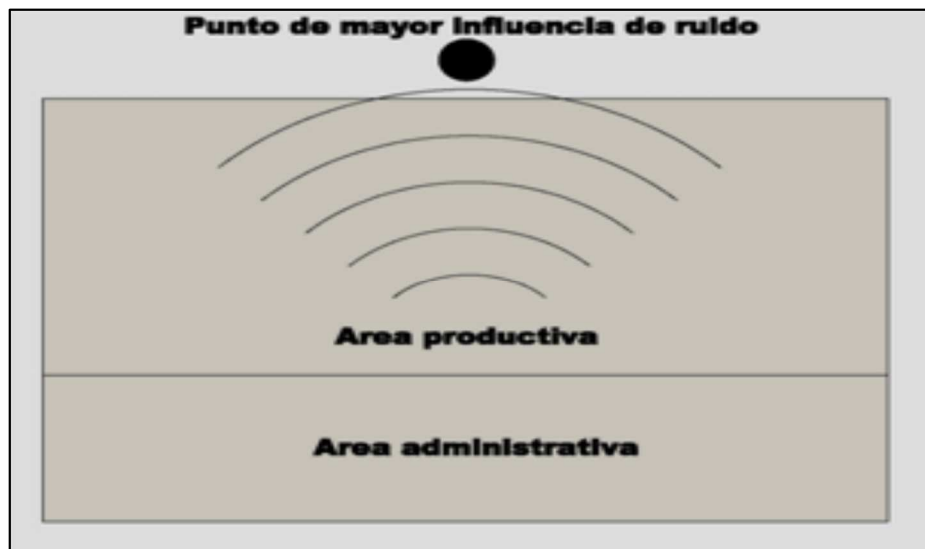 Punto de mayor influencia de ruido
Area productiva
Area administrativa